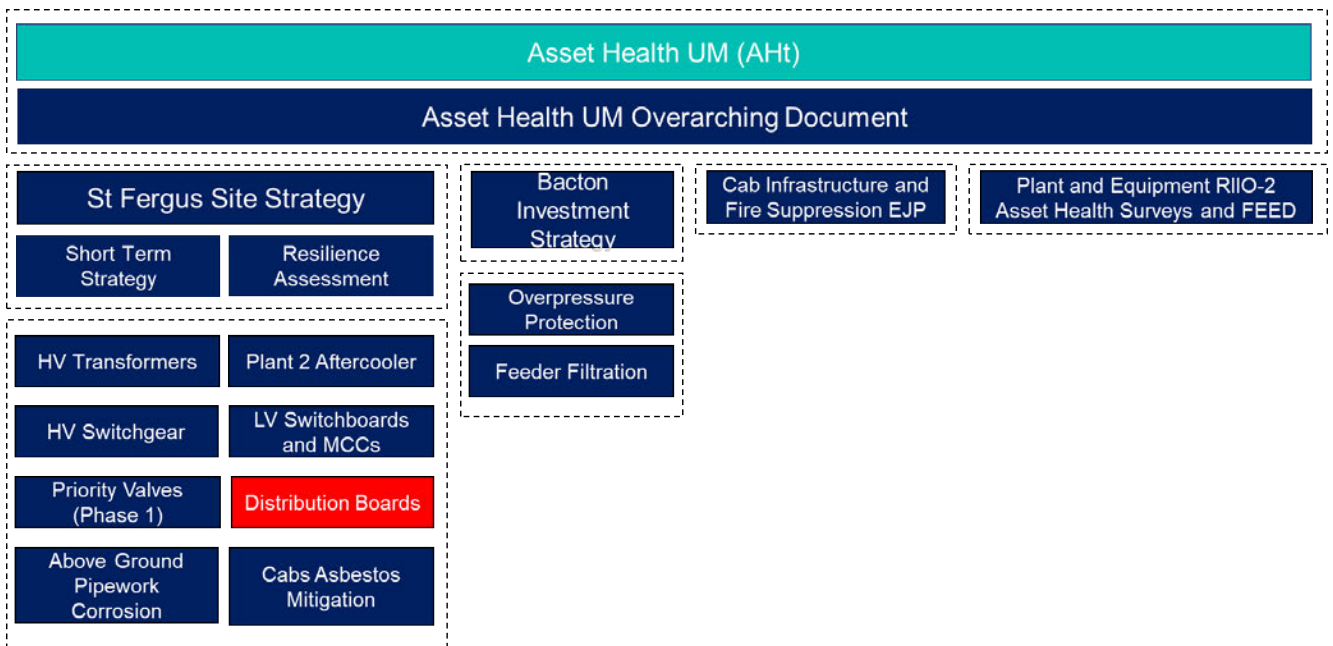 Asset Health UM (AHt)
Asset Health UM Overarching Document
St Fergus Site Strategy
Short Term
Strategy
Resilience
Assessment
HV Transformers
Plant 2 Aftercooler
HV Switchgear
LV Switchboards
and MCCs
Priority Valves
(Phase 1)
Distribution Boards
Above Ground
Pipework
Corrosion
Cabs Asbestos
Mitigation
Bacton
Investment
Strategy
Overpressure
Protection
Feeder Filtration
Cab Infrastructure and
Fire Suppression EJP
Plant and Equipment RIIO-2
Asset Health Surveys and FEED